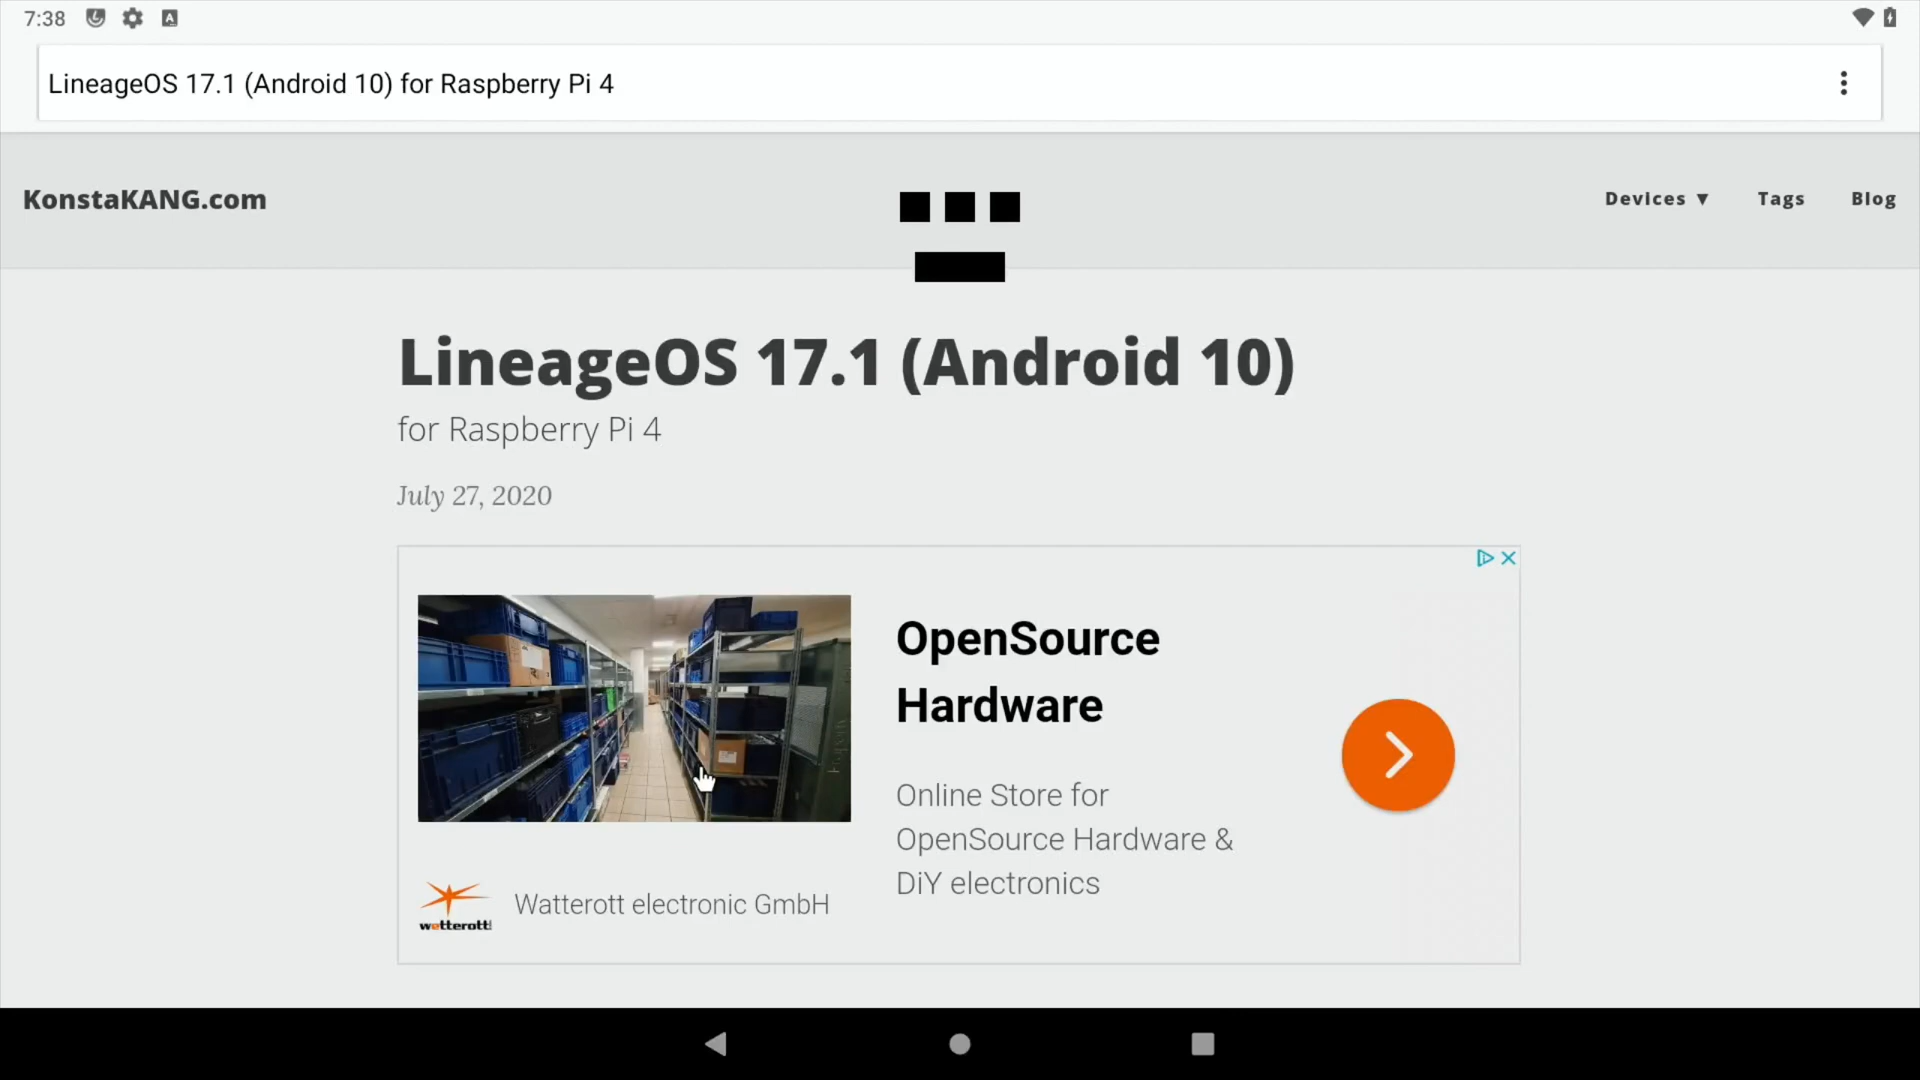 7:38
LineageOS 17.1 (Android 10) for Raspberry Pi 4
KonstaKANG.com
Devices ▼ Tags Blog
LineageOS 17.1 (Android 10)
for Raspberry Pi 4
July 27, 2020
OpenSource
Hardware
Online Store for
OpenSource Hardware &
DiY electronics
watterott
Watterott electronic GmbH